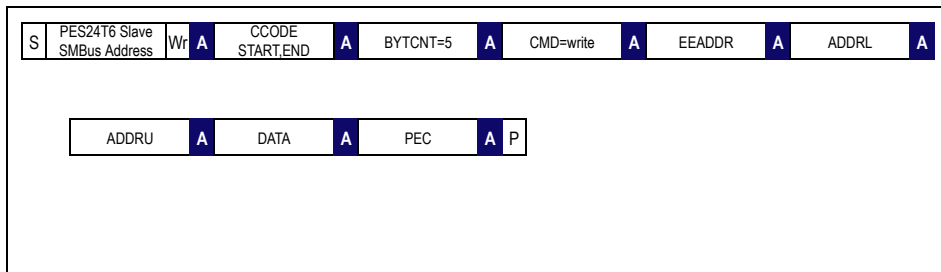 S PES24T6 Slave SMBus Address Wr A CCODE START,END A BYTCNT=5 A CMD=write A EEADDR A ADDRL A
ADDRU A DATA A PEC A P